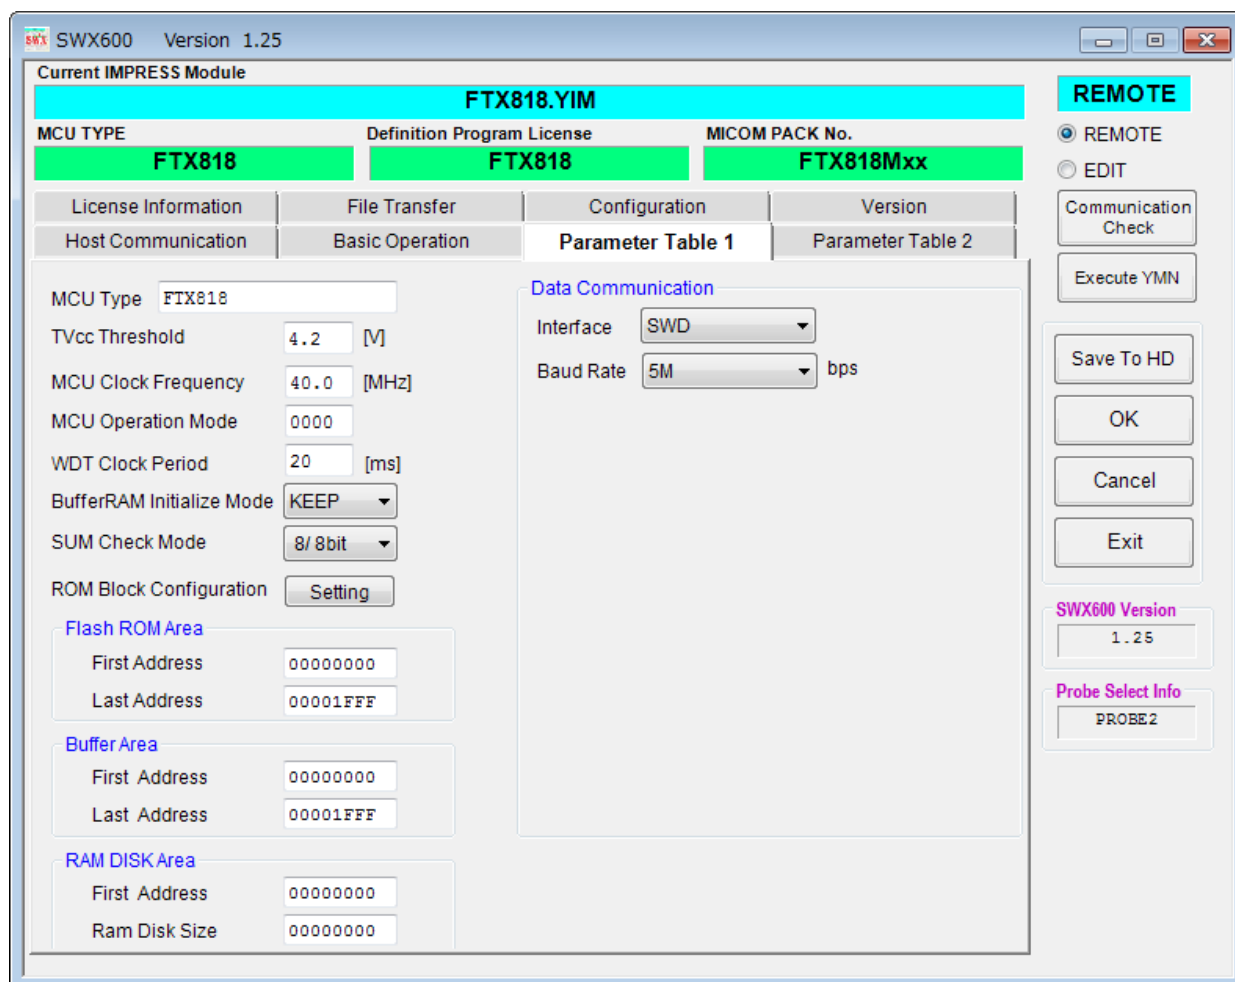 SWX600 Version 1.25
Current IMPRESS Module
FTX818.YIM
MCU TYPE Definition Program License MICOM PACK No.
FTX818 FTX818 FTX818Mxx
License Information File Transfer Configuration Version
Host Communication Basic Operation Parameter Table 1 Parameter Table 2
MCU Type FTX818
TVcc Threshold 4.2 [V]
MCU Clock Frequency 40.0 [MHz]
MCU Operation Mode 0000
WDT Clock Period 20 [ms]
BufferRAM Initialize Mode KEEP
SUM Check Mode 8/ 8bit
ROM Block Configuration Setting
Flash ROM Area
First Address 00000000
Last Address 00001FFF
Buffer Area
First Address 00000000
Last Address 00001FFF
RAM DISK Area
First Address 00000000
Ram Disk Size 00000000
Data Communication
Interface SWD
Baud Rate 5M bps
REMOTE
REMOTE
EDIT
Communication
Check
Execute YMN
Save To HD
OK
Cancel
Exit
SWX600 Version
1.25
Probe Select Info
PROBE2